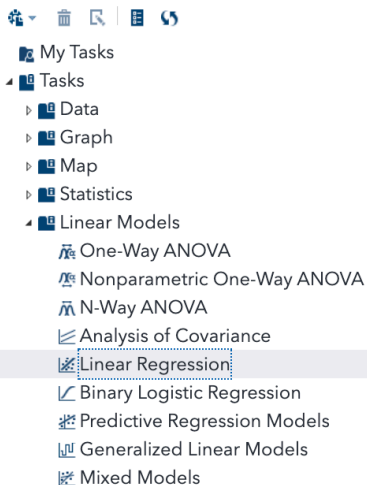 My Tasks
Tasks
Data
Graph
Map
Statistics
Linear Models
One-Way ANOVA
Nonparametric One-Way ANOVA
N-Way ANOVA
Analysis of Covariance
Linear Regression
Binary Logistic Regression
Predictive Regression Models
Generalized Linear Models
Mixed Models